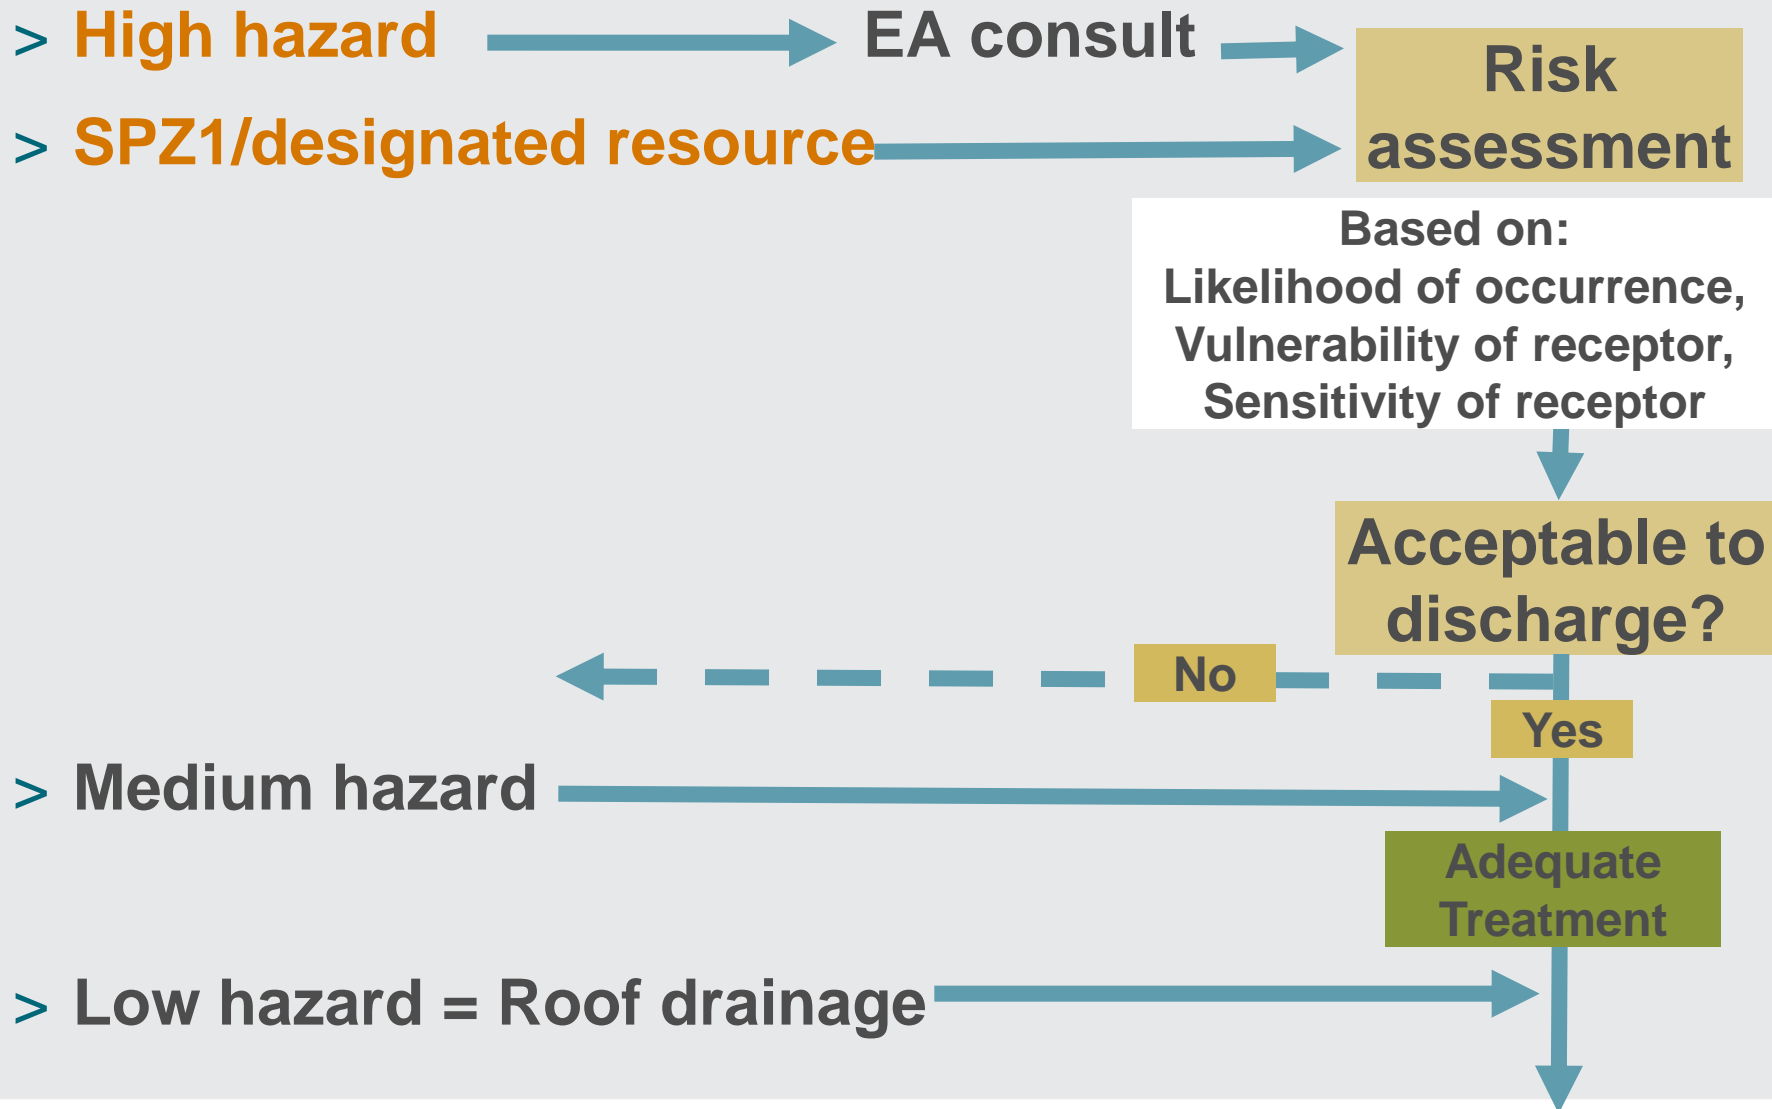 > High hazard
EA consult
> SPZ1/designated resource
Risk
assessment
Based on:
Likelihood of occurrence,
Vulnerability of receptor,
Sensitivity of receptor
Acceptable to
discharge?
No
Yes
> Medium hazard
Adequate
Treatment
> Low hazard = Roof drainage